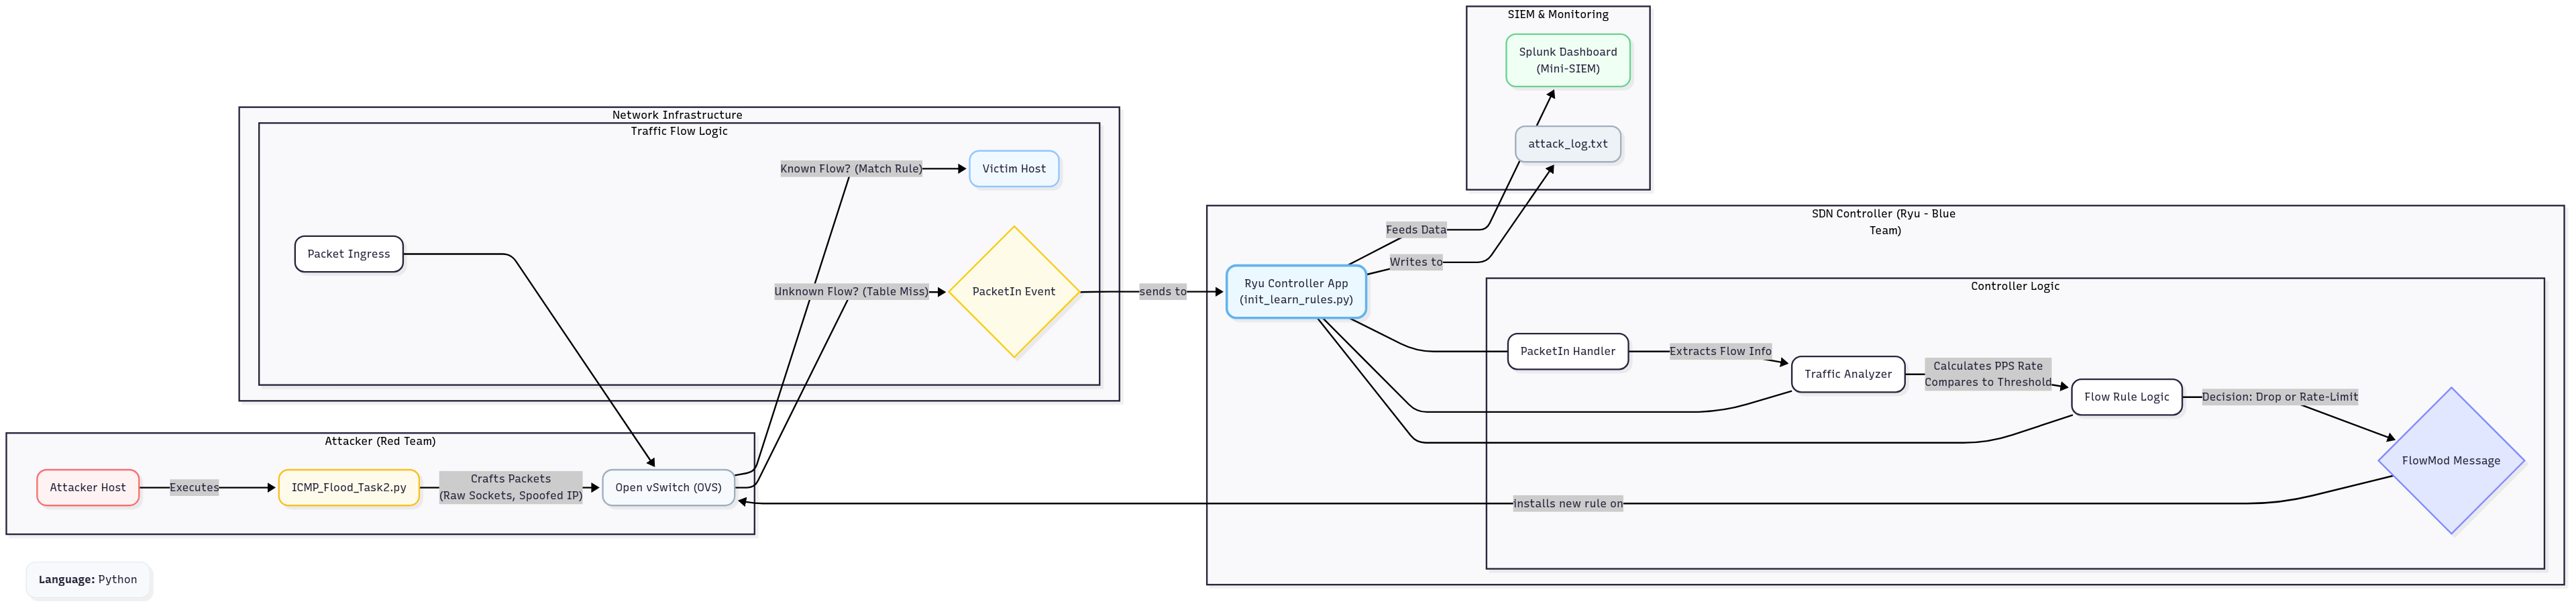 SIEM & Monitoring
Splunk Dashboard
(Mini-SIEM)
attack_log.txt
Network Infrastructure
Traffic Flow Logic
Known Flow? (Match Rule)
Victim Host
Packet Ingress
Unknown Flow? (Table Miss)
PacketIn Event
sends to
SDN Controller (Ryu - Blue
Team)
Feeds Data
Writes to
Ryu Controller App
(init_learn_rules.py)
Controller Logic
PacketIn Handler
Extracts Flow Info
Traffic Analyzer
Calculates PPS Rate
Compares to Threshold
Flow Rule Logic
Decision: Drop or Rate-Limit
FlowMod Message
Installs new rule on
Attacker (Red Team)
Attacker Host
Executes
ICMP_Flood_Task2.py
Crafts Packets
(Raw Sockets, Spoofed IP)
Open vSwitch (OVS)
Language: Python